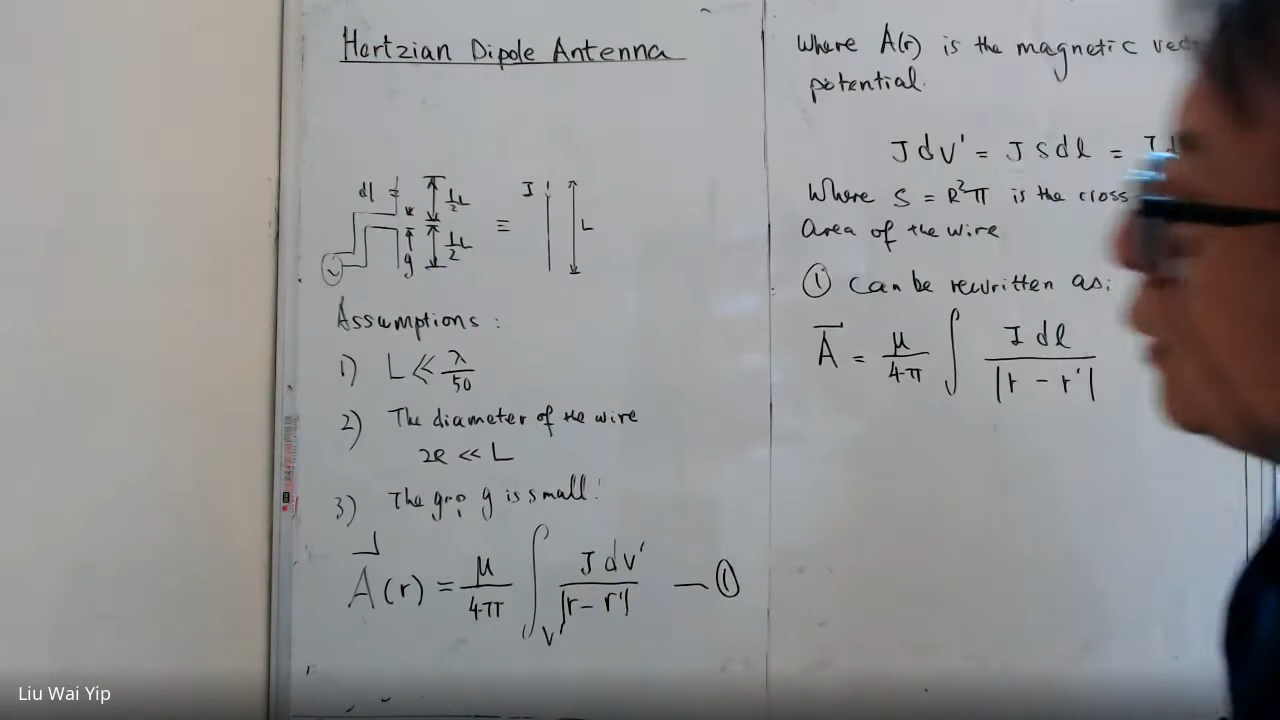 Hertzian Dipole Antenna
dl
g
½L
½L
≡
J
L
Assumptions :
1) L ≪ λ/50
2) The diameter of the wire
2R << L
3) The gap g is small.
A(r) = μ/4π ∫V J dv' / |r - r'| — ①
Where A(r) is the magnetic
potential.
J dv' = J s dl =
Where S = R²π is the cross
Area of the wire
① can be rewritten as:
A = μ/4π ∫ I dl / |r - r'|
Liu Wai Yip